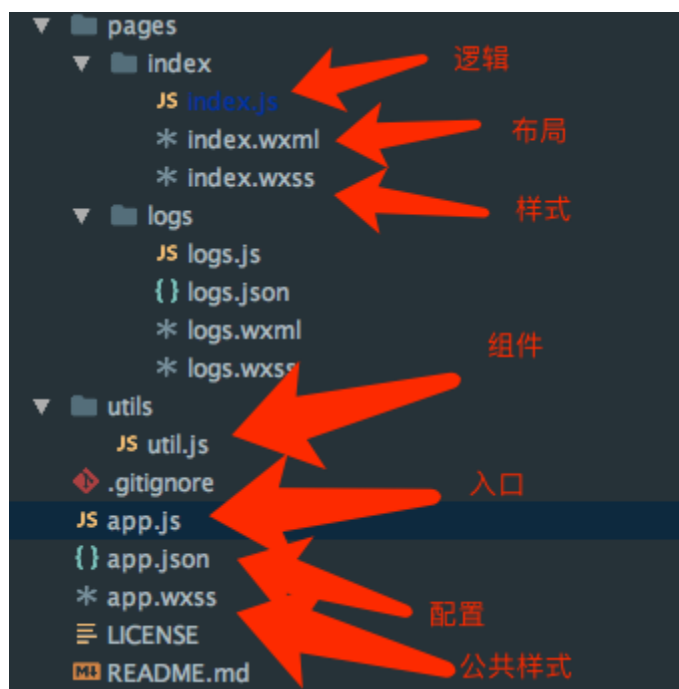 pages
index
逻辑
JS index.js
index.wxml
布局
index.wxss
样式
logs
JS logs.js
{} logs.json
logs.wxml
组件
logs.wxss
utils
JS util.js
.gitignore
入口
JS app.js
{} app.json
app.wxss
配置
LICENSE
公共样式
README.md